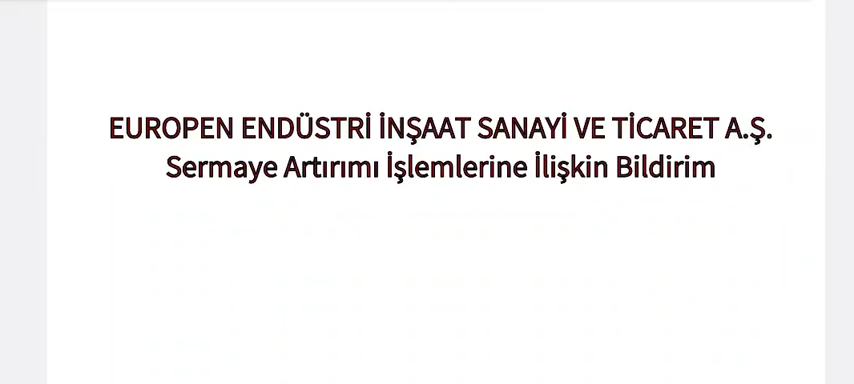 EUROPEN ENDÜSTRİ İNŞAAT SANAYİ VE TİCARET A.Ş.
Sermaye Artırımı İşlemlerine İlişkin Bildirim